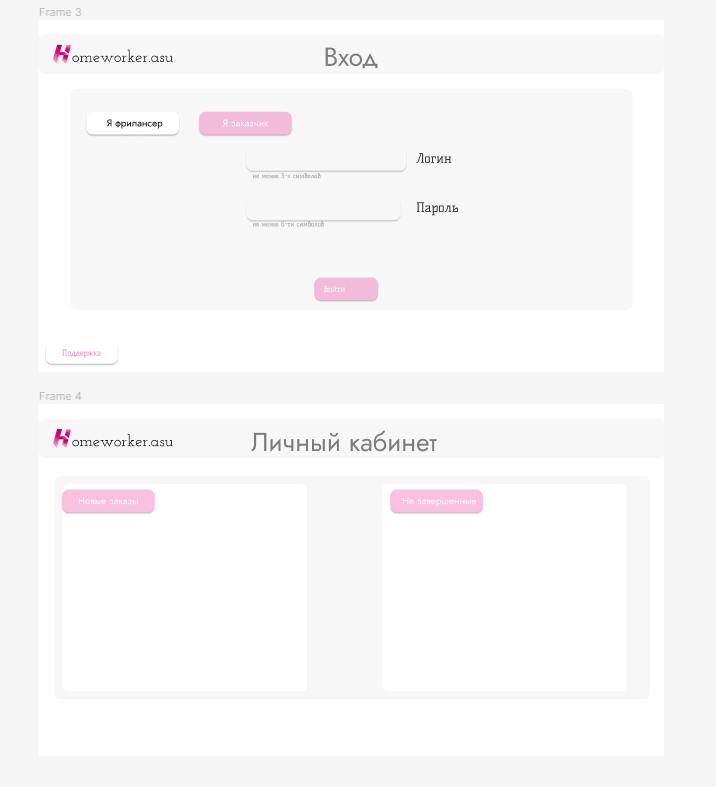 Frame 3
Homeworker.asu
Вход
Я фрилансер
Я заказчик
Логин
не менее 3-х символов
Пароль
не менее 6-ти символов
Войти
Поддержка
Frame 4
Homeworker.asu
Личный кабинет
Новые заказы
Не завершенные